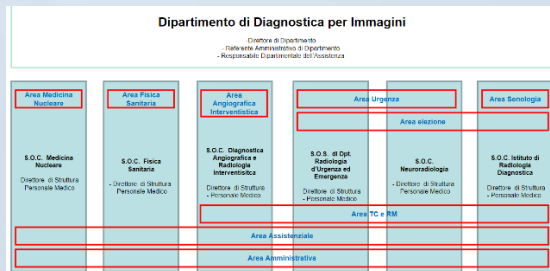 Dipartimento di Diagnostica per Immagini
-Direttore di Dipartimento
- Referente Amministrativo di Dipartimento
- Responsabile Dipartimentale dell'Assistenza
Area Medicina
Nucleare
Area Fisica
Sanitaria
Area
Angiografica
Interventistica
Area Urgenza
Area Senologia
Area elezione
S.O.C. Medicina
Nucleare
Direttore di Struttura
Personale Medico
S.O.C. Fisica
Sanitaria
- Direttore di Struttura
Personale Medico
S.O.C. Diagnostica
Angiografica e
Radiologia
Interventisitca
Direttore di Struttura
- Personale Medico
S.O.S. di Dpt.
Radiologia
d'Urgenza ed
Emergenza
- Direttore di Struttura
- Personale Medico
S.O.C.
Neuroradiologia
- Direttore di Struttura
Personale Medico
S.O.C. Istituto di
Radiologia
Diagnostica
Direttore di Struttura
- Personale Medico
Area TC e RM
Area Assistenziale
Area Amministrativa